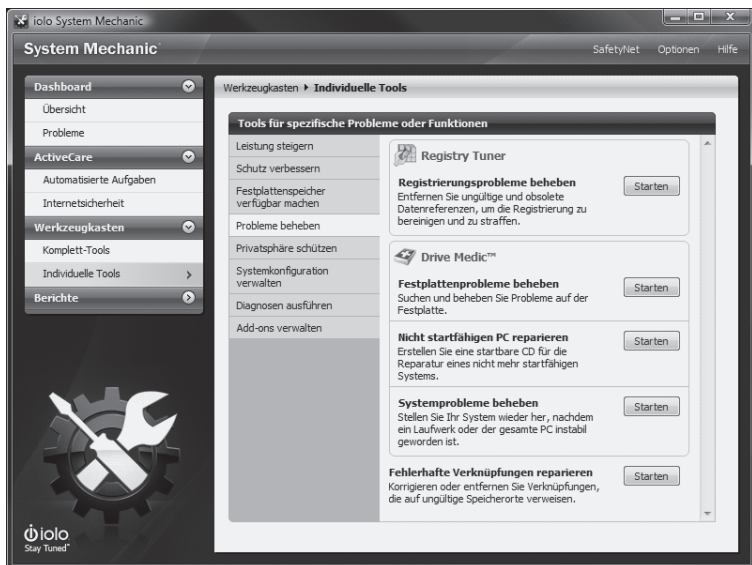 iolo System Mechanic
System Mechanic
SafetyNet Optionen Hilfe
Dashboard
Übersicht
Probleme
ActiveCare
Automatisierte Aufgaben
Internetsicherheit
Werkzeugkasten
Komplett-Tools
Individuelle Tools
Berichte
iolo
Stay Tuned™
Werkzeugkasten Individuelle Tools
Tools für spezifische Probleme oder Funktionen
Leistung steigern
Schutz verbessern
Festplattenspeicher
verfügbar machen
Probleme beheben
Privatsphäre schützen
Systemkonfiguration
verwalten
Diagnosen ausführen
Add-ons verwalten
Registry Tuner
Registrierungsprobleme beheben
Entfernen Sie ungültige und obsolete
Datenreferenzen, um die Registrierung zu
bereinigen und zu straffen.
Starten
Drive Medic™
Festplattenprobleme beheben
Suchen und beheben Sie Probleme auf der
Festplatte.
Starten
Nicht startfähigen PC reparieren
Erstellen Sie eine startbare CD für die
Reparatur eines nicht mehr startfähigen
Systems.
Starten
Systemprobleme beheben
Stellen Sie Ihr System wieder her, nachdem
ein Laufwerk oder der gesamte PC instabil
geworden ist.
Starten
Fehlerhafte Verknüpfungen reparieren
Korrigieren oder entfernen Sie Verknüpfungen,
die auf ungültige Speicherorte verweisen.
Starten